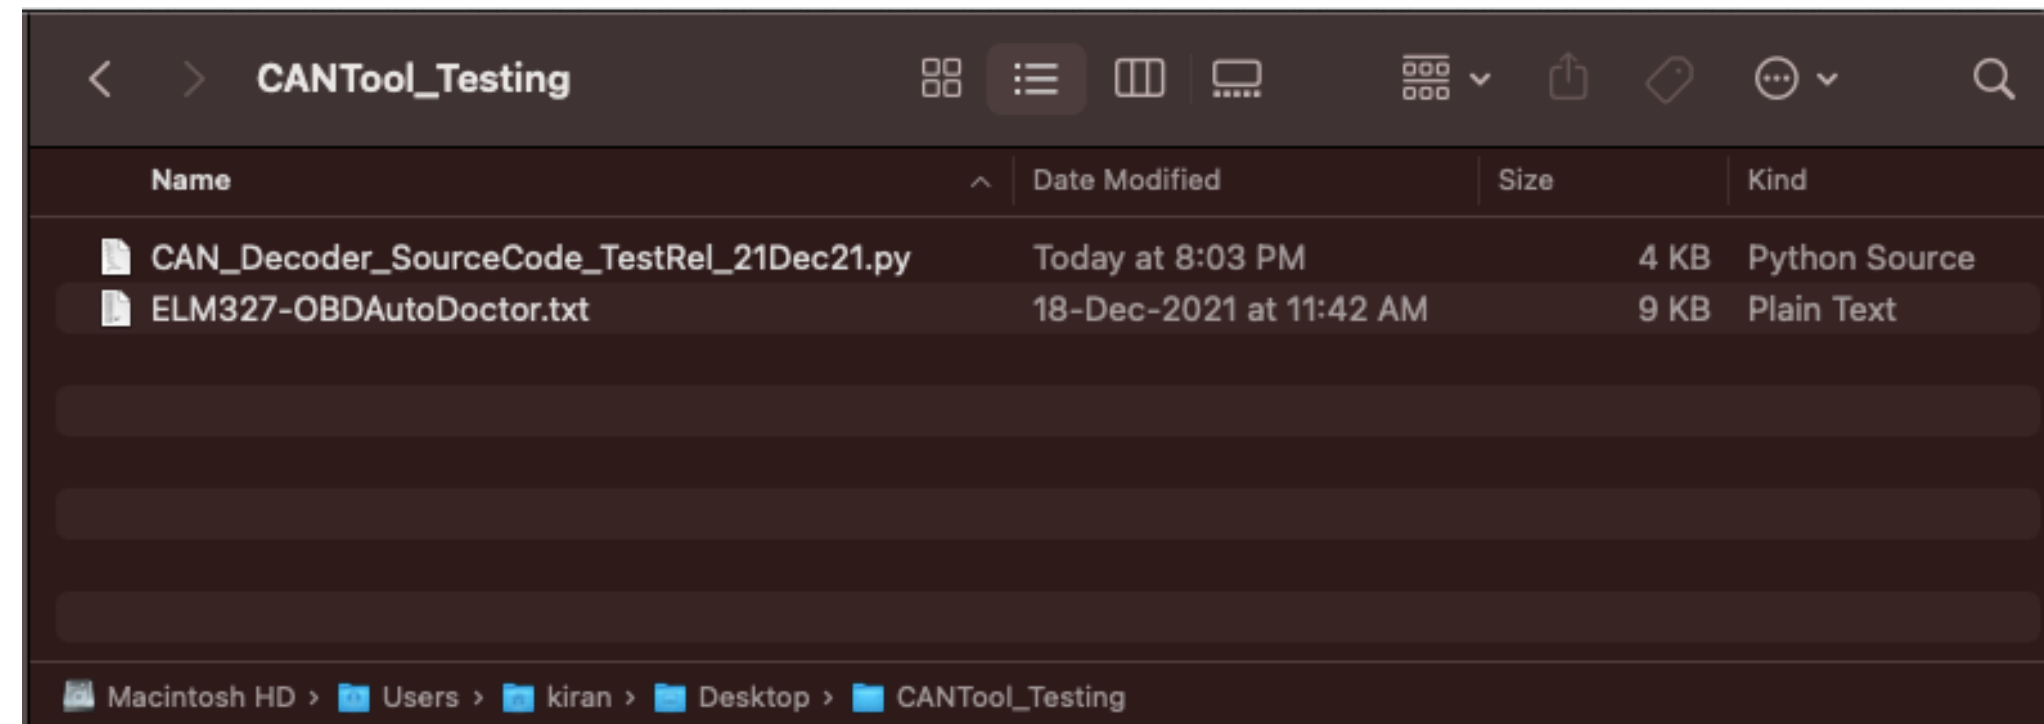 CANTool_Testing
Name Date Modified Size Kind
CAN_Decoder_SourceCode_TestRel_21Dec21.py Today at 8:03 PM 4 KB Python Source
ELM327-OBDAutoDoctor.txt 18-Dec-2021 at 11:42 AM 9 KB Plain Text
Macintosh HD › Users › kiran › Desktop › CANTool_Testing